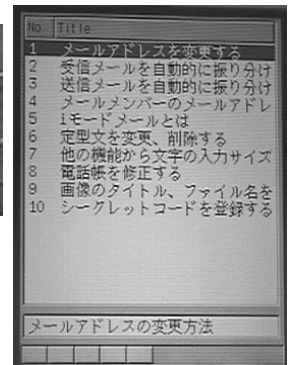 No. Title
1 メールアドレスを変更する
2 受信メールを自動的に振り分け
3 送信メールを自動的に振り分け
4 メールメンバーのメールアドレ
5 iモードメールとは
6 定型文を変更、削除する
7 他の機能から文字の入力サイズ
8 電話帳を修正する
9 画像のタイトル、ファイル名を
10 シークレットコードを登録する
メールアドレスの変更方法